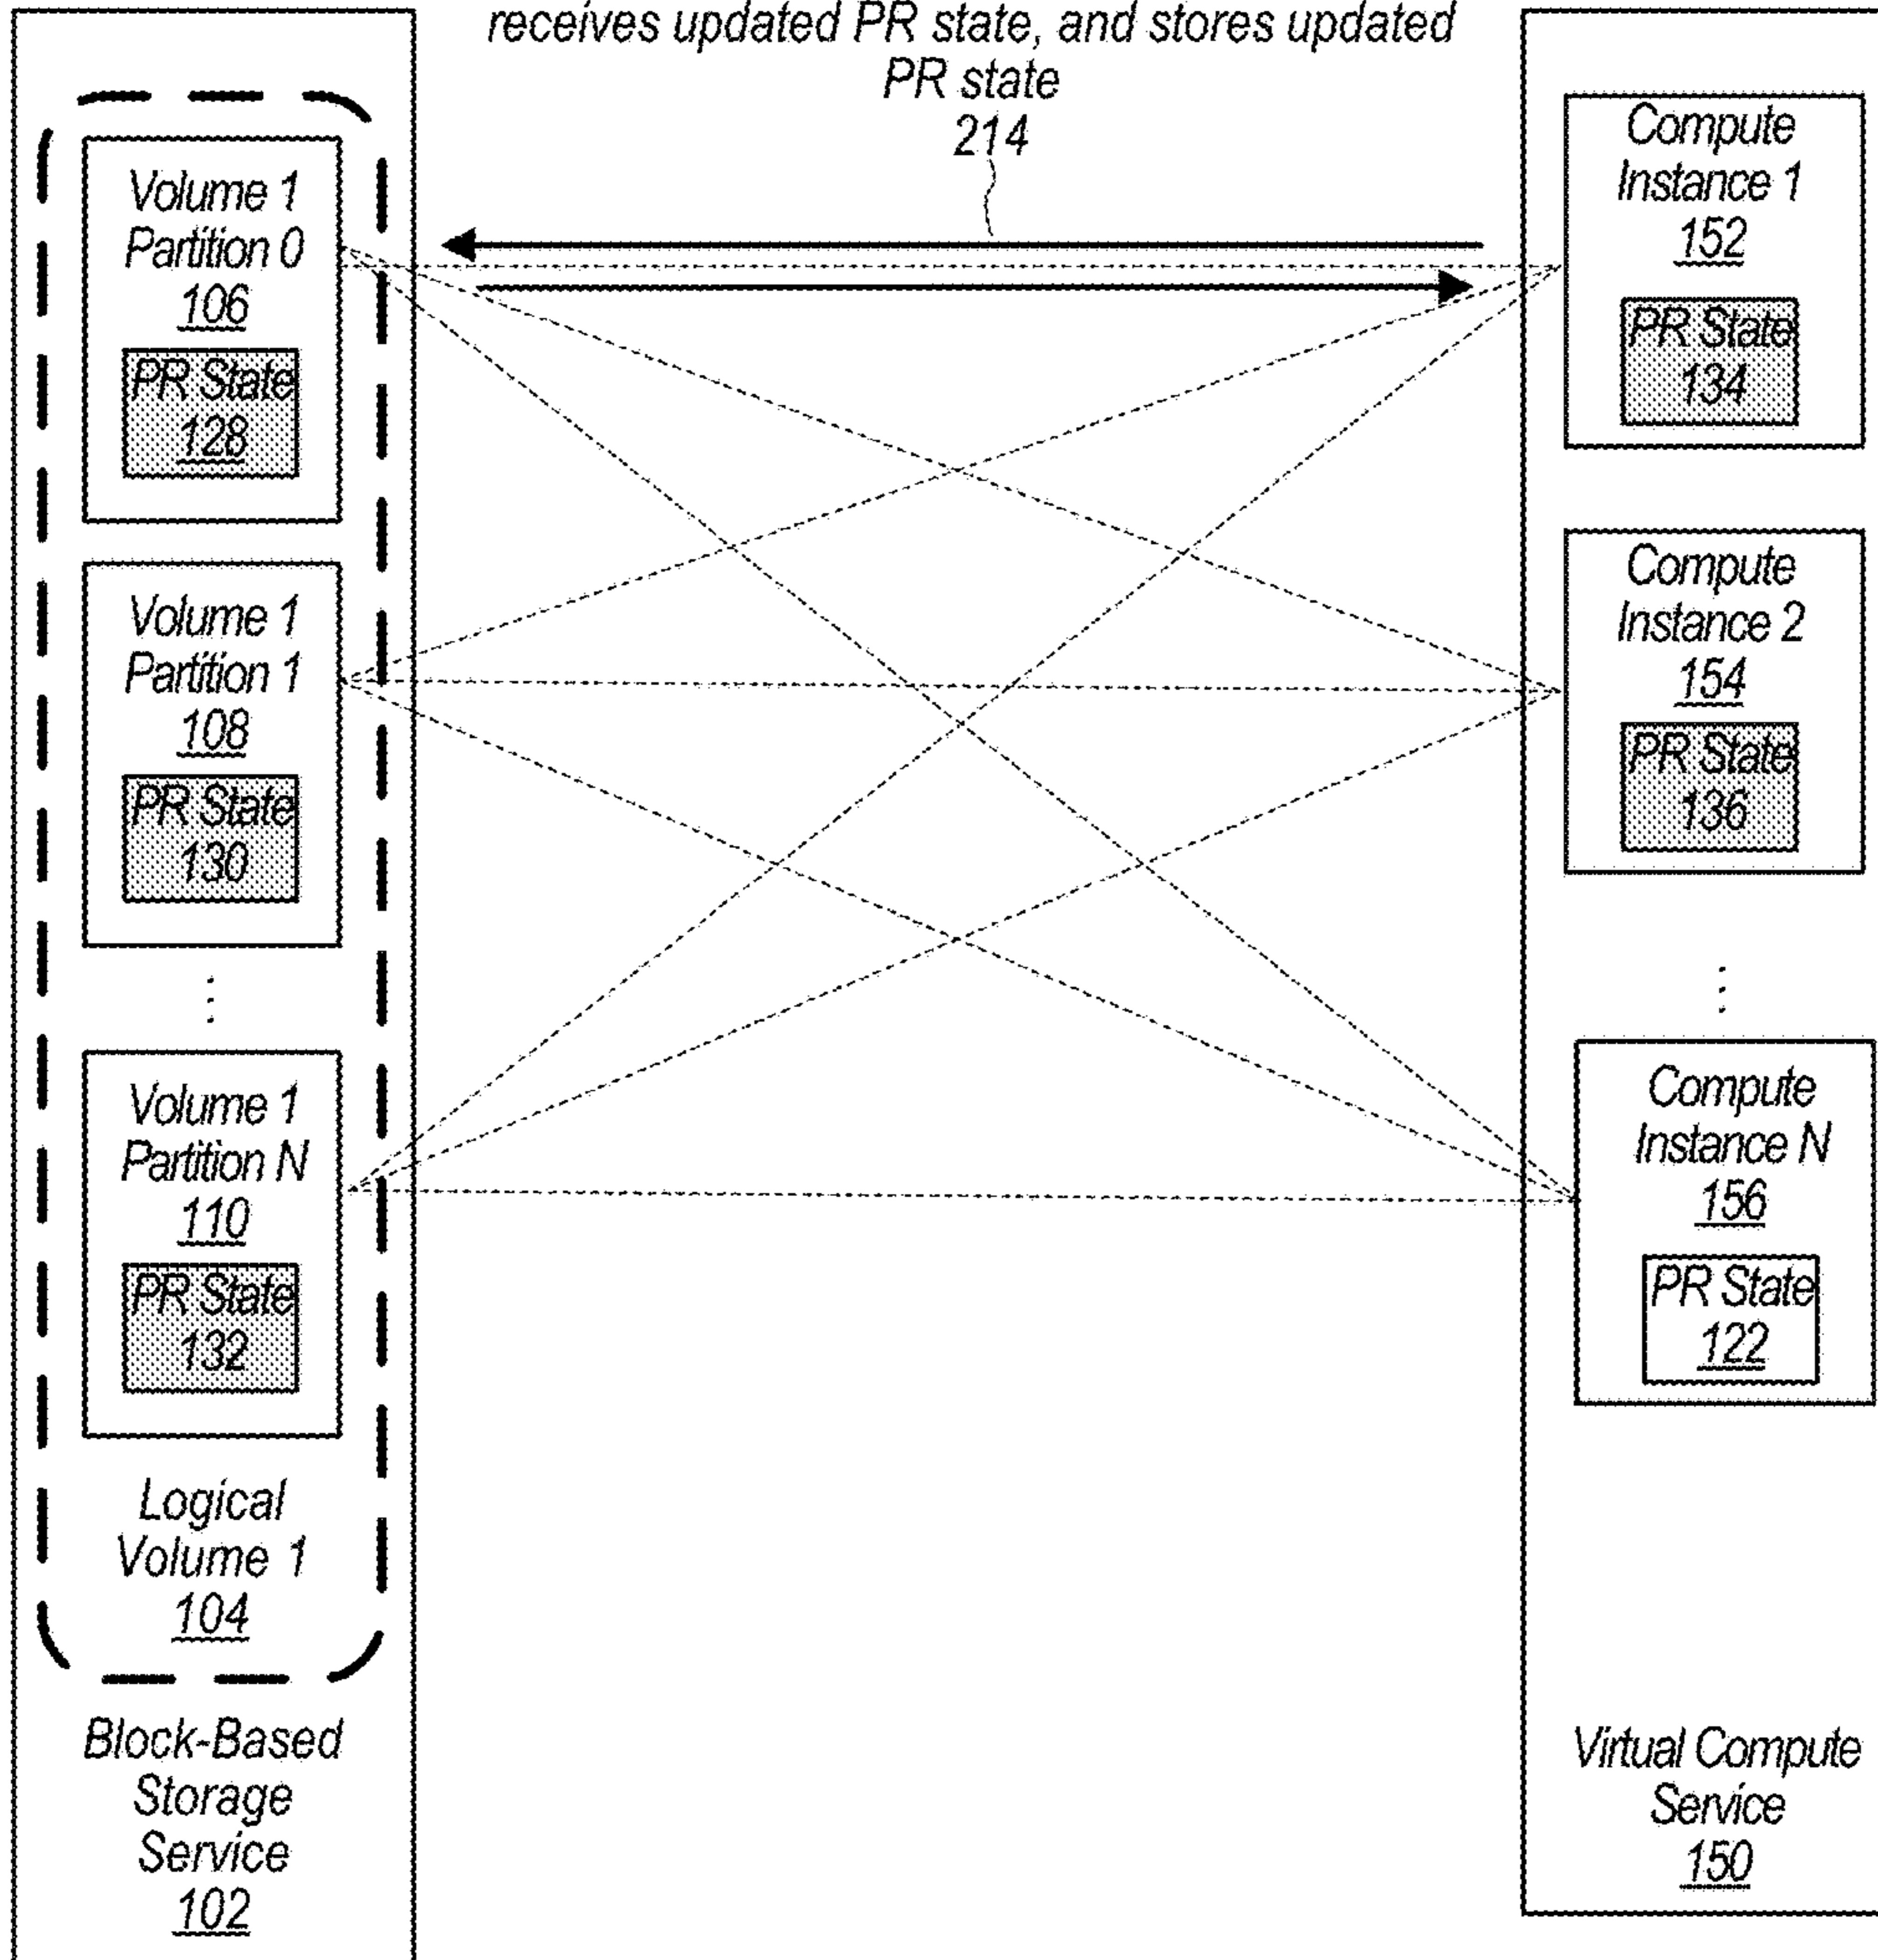 receives updated PR state, and stores updated
PR state
214
Volume 1
Partition 0
106
PR State
128
Volume 1
Partition 1
108
PR State
130
⋮
Volume 1
Partition N
110
PR State
132
Logical
Volume 1
104
Block-Based
Storage
Service
102
Compute
Instance 1
152
PR State
134
Compute
Instance 2
154
PR State
136
⋮
Compute
Instance N
156
PR State
122
Virtual Compute
Service
150